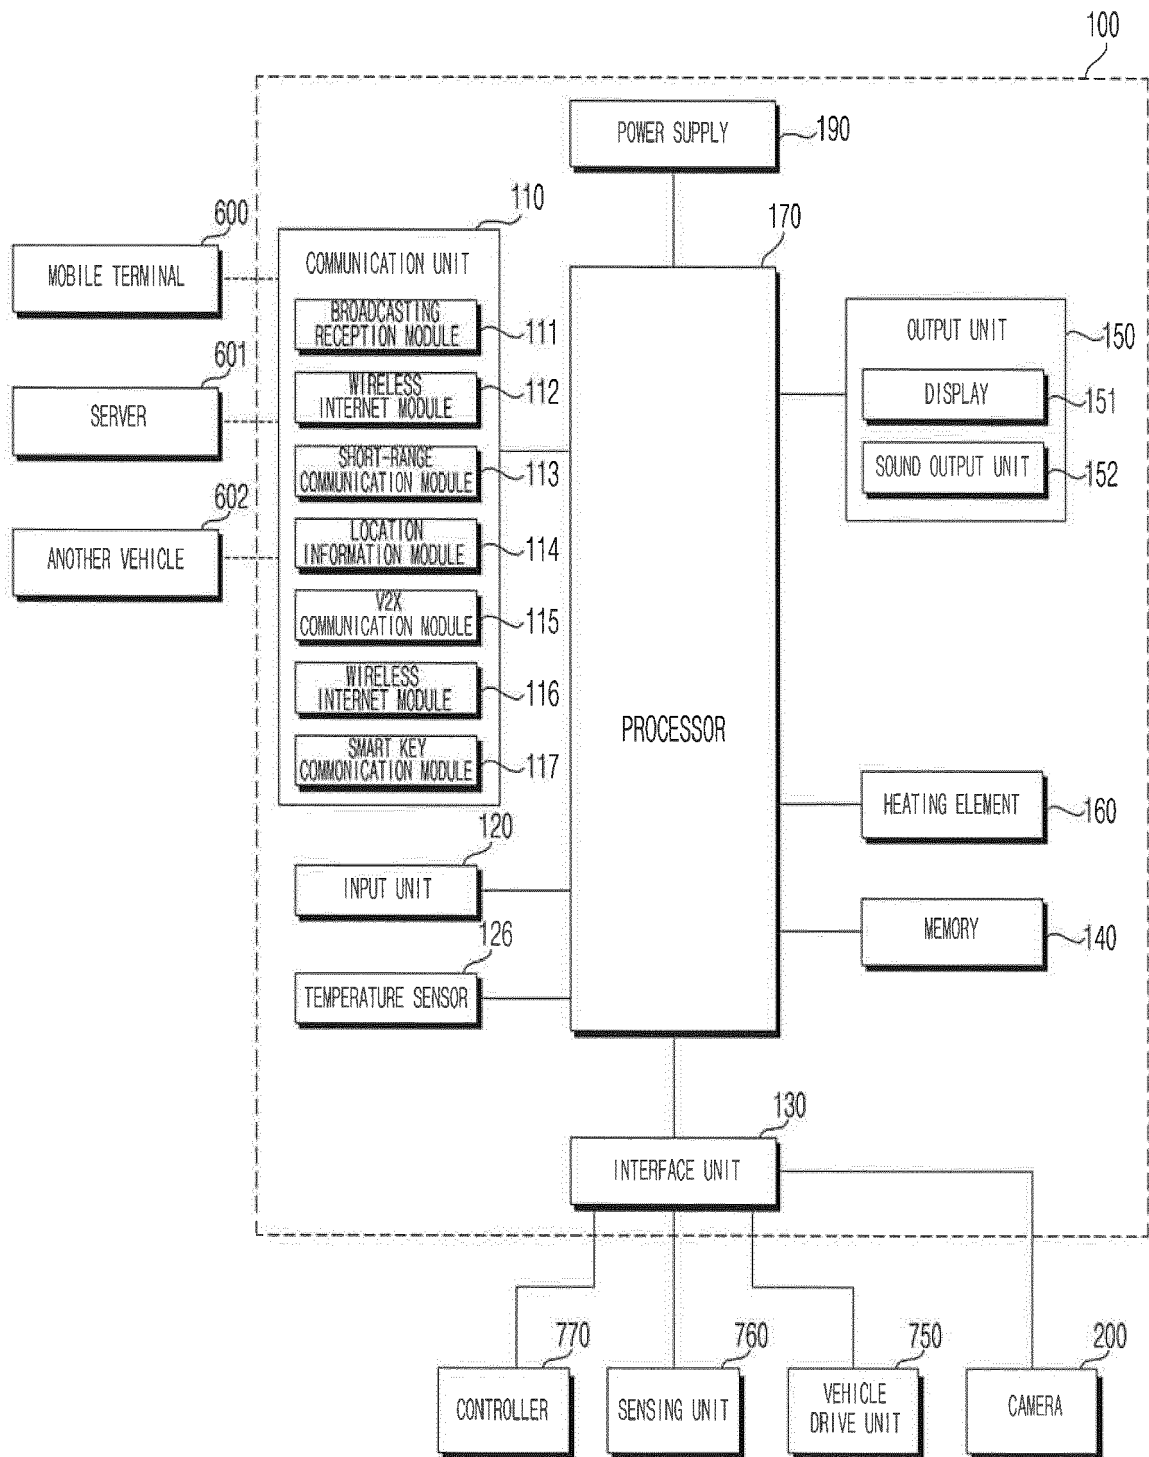 100
POWER SUPPLY
190
110
170
600
MOBILE TERMINAL
COMMUNICATION UNIT
BROADCASTING
RECEPTION MODULE
111
OUTPUT UNIT
150
601
SERVER
WIRELESS
INTERNET MODULE
112
DISPLAY
151
SHORT-RANGE
COMMUNICATION MODULE
113
SOUND OUTPUT UNIT
152
602
ANOTHER VEHICLE
LOCATION
INFORMATION MODULE
114
V2X
COMMUNICATION MODULE
115
WIRELESS
INTERNET MODULE
116
PROCESSOR
SMART KEY
COMMONICATION MODULE
117
HEATING ELEMENT
160
120
INPUT UNIT
MEMORY
140
126
TEMPERATURE SENSOR
130
INTERFACE UNIT
770
CONTROLLER
760
SENSING UNIT
750
VEHICLE
DRIVE UNIT
200
CAMERA